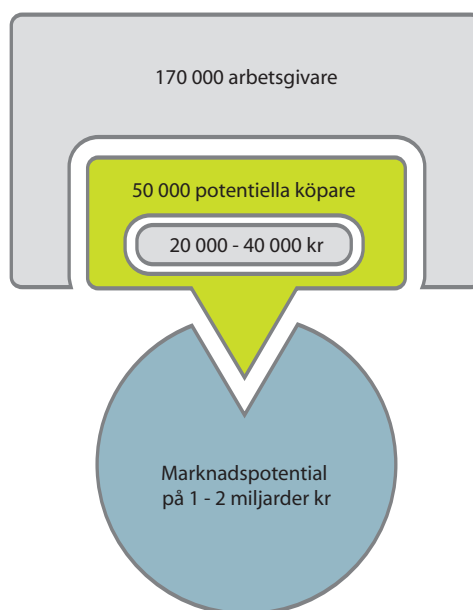 170 000 arbetsgivare
50 000 potentiella köpare
20 000 - 40 000 kr
Marknadspotential
på 1 - 2 miljarder kr